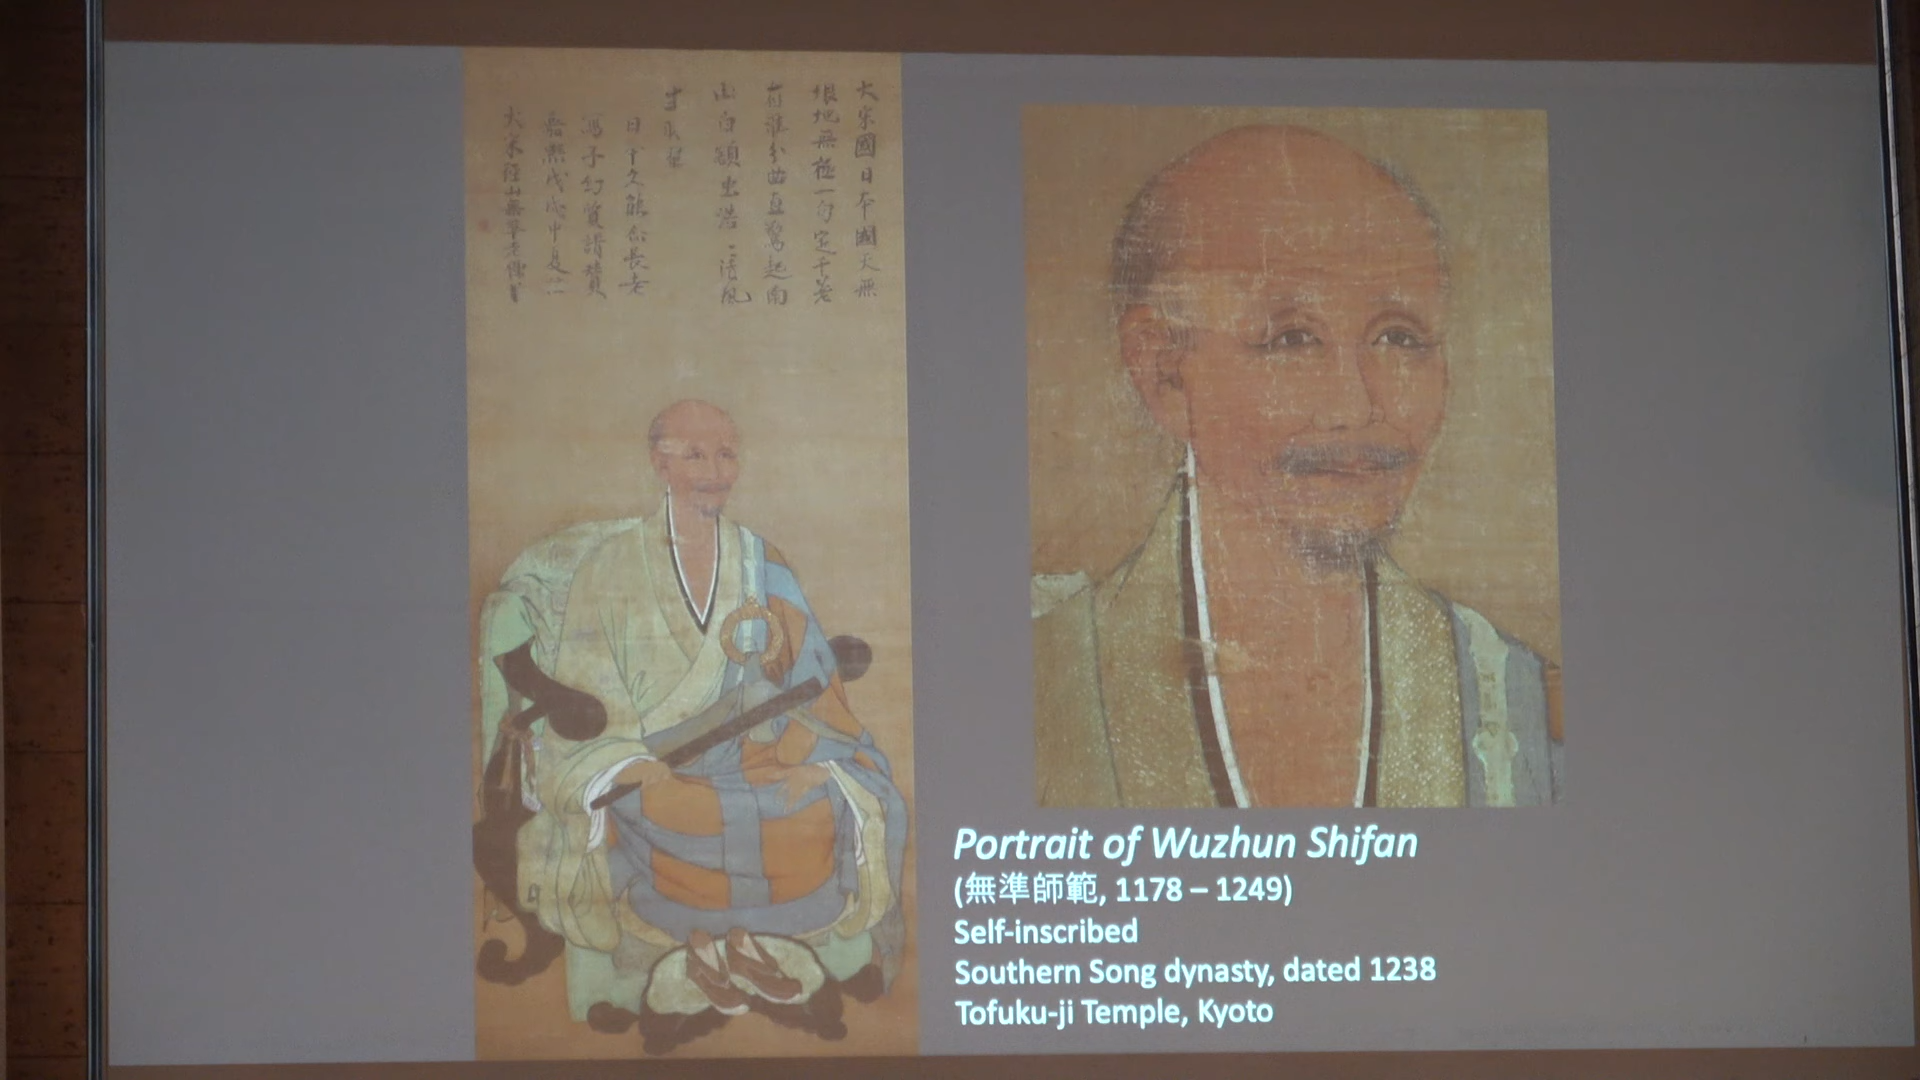 大宋國日本國天無
垠地無極一句定千差
有誰分曲直驚起南
山白額虫浩〻清風
生羽翼
日本久能尒長老
寫予幻質請贊
嘉熙戊戌中夏
大宋徑山無準老僧
Portrait of Wuzhun Shifan
(無準師範, 1178 – 1249)
Self-inscribed
Southern Song dynasty, dated 1238
Tofuku-ji Temple, Kyoto